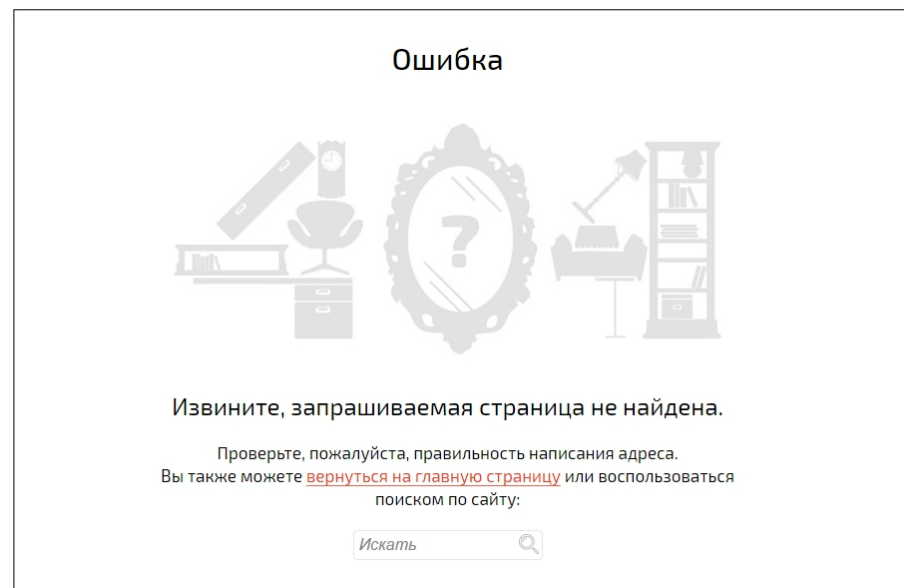 Ошибка
?
Извините, запрашиваемая страница не найдена.
Проверьте, пожалуйста, правильность написания адреса.
Вы также можете вернуться на главную страницу или воспользоваться
поиском по сайту:
Искать